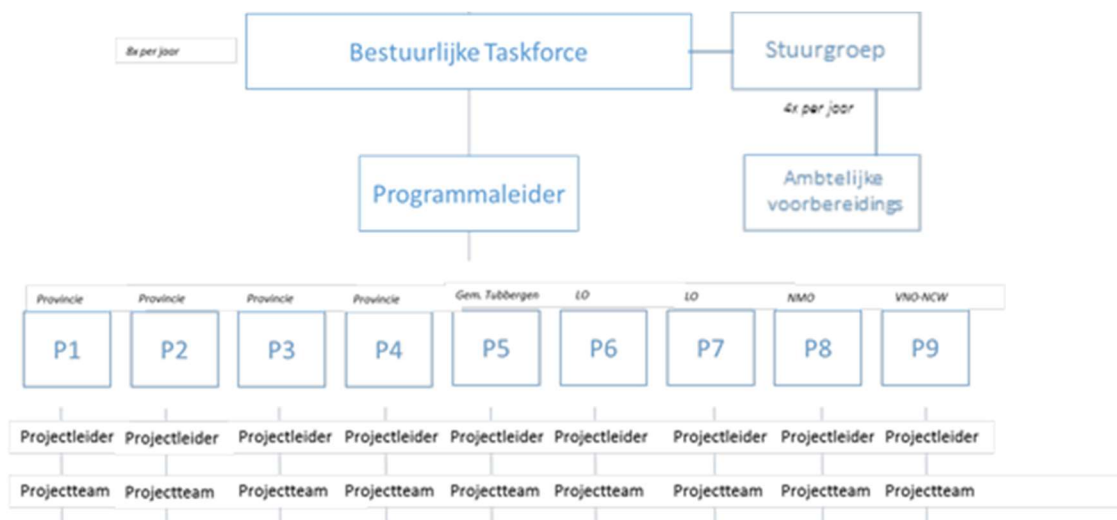 8x per jaar
Bestuurlijke Taskforce
Stuurgroep
4x per jaar
Programmaleider
Ambtelijke
voorbereidings
Provincie Provincie Provincie Provincie Gem. Tubbergen LO LO NMO VNO-NCW
P1 P2 P3 P4 P5 P6 P7 P8 P9
Projectleider Projectleider Projectleider Projectleider Projectleider Projectleider Projectleider Projectleider Projectleider
Projectteam Projectteam Projectteam Projectteam Projectteam Projectteam Projectteam Projectteam Projectteam